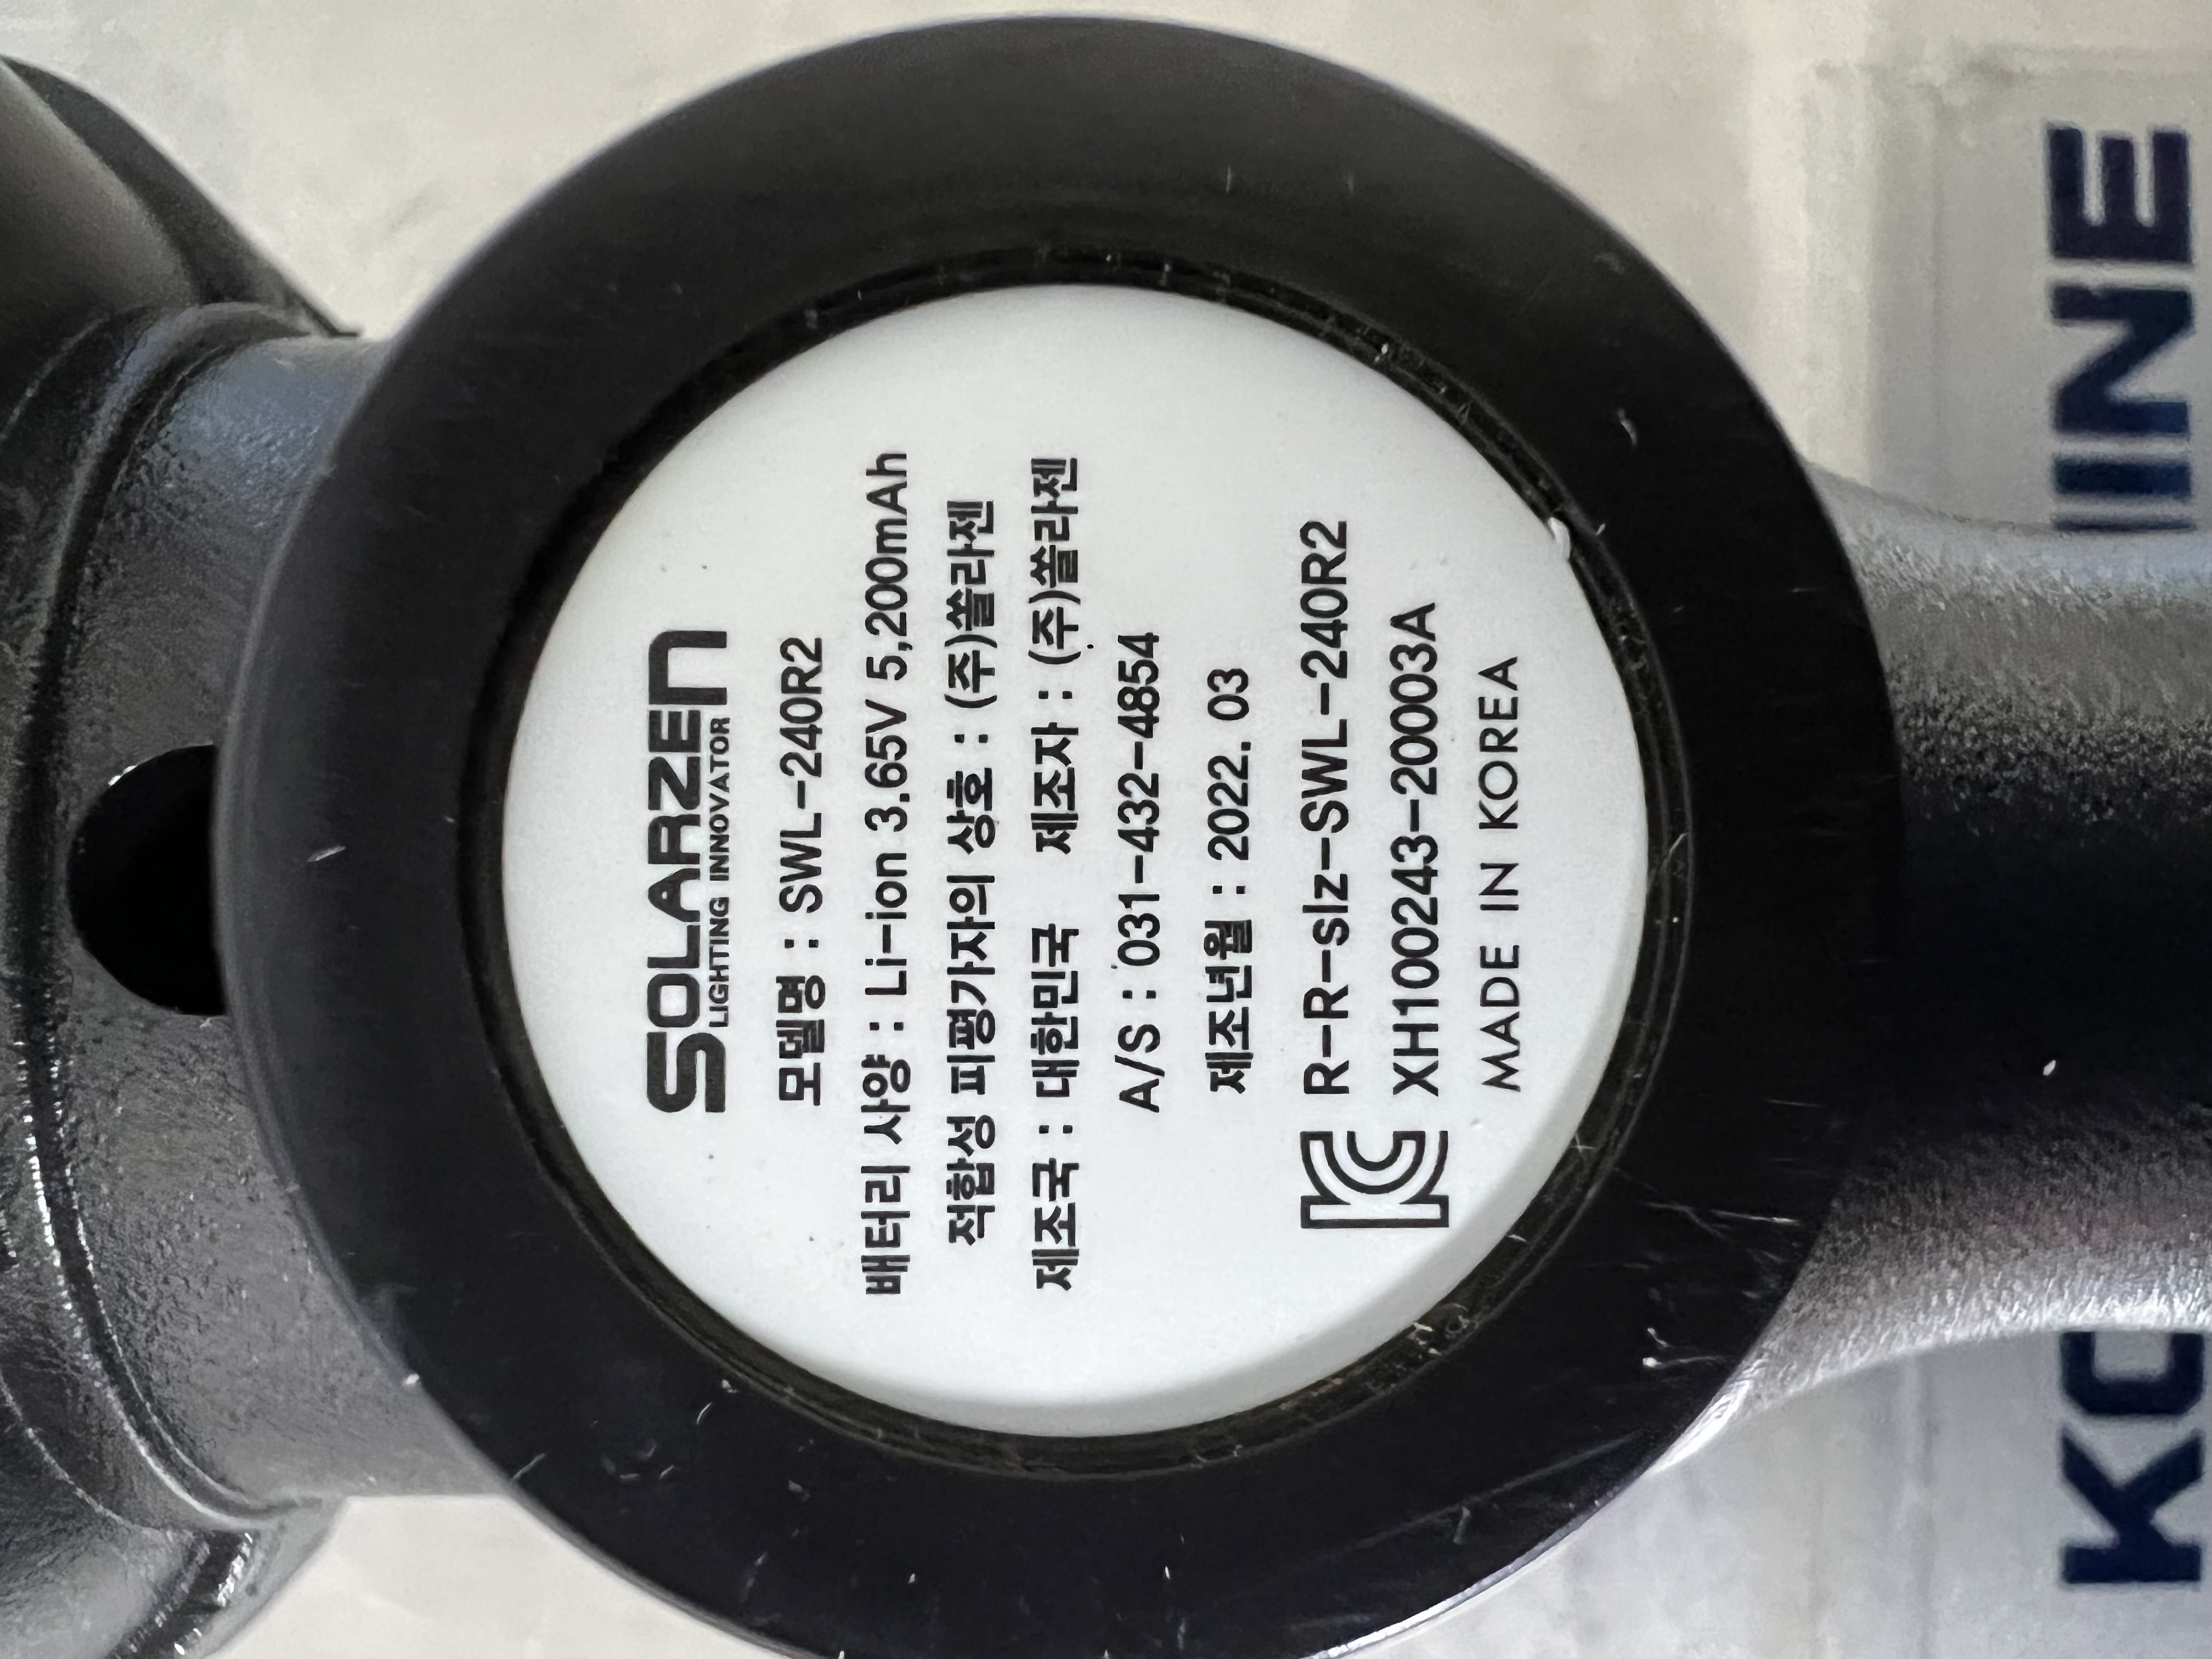 SOLARZEN
LIGHTING INNOVATOR
모델명 : SWL-240R2
배터리 사양 : Li-ion 3.65V 5,200mAh
적합성 피평가자의 상호 : (주)쏠라젠
제조국 : 대한민국 제조자 : (주)쏠라젠
A/S : 031-432-4854
제조년월 : 2022. 03
R-R-slz-SWL-240R2
XH100243-20003A
MADE IN KOREA